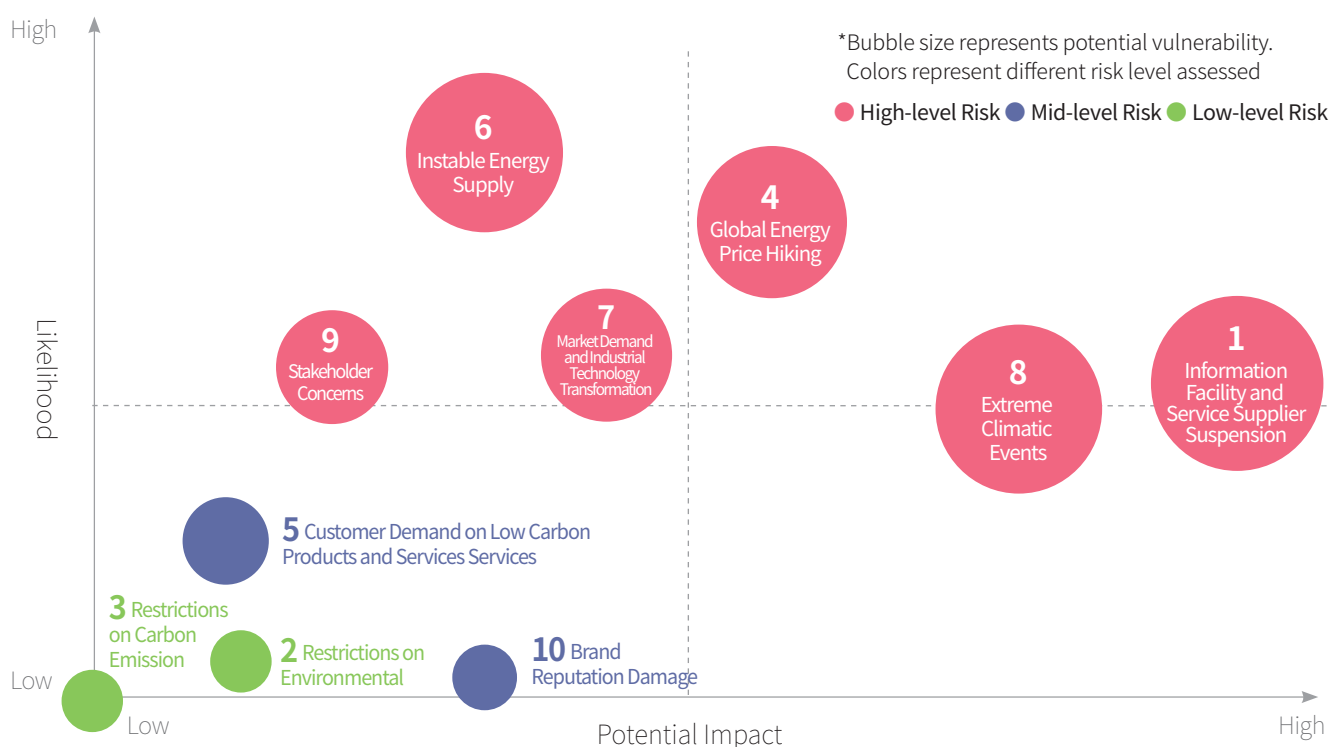 High
*Bubble size represents potential vulnerability.
Colors represent different risk level assessed
High-level Risk Mid-level Risk Low-level Risk
6
Instable Energy
Supply
4
Global Energy
Price Hiking
9
Stakeholder
Concerns
7
Market Demand
and Industrial
Technology
Transformation
8
Extreme
Climatic
Events
1
Information
Facility and
Service Supplier
Suspension
Likelihood
5 Customer Demand on Low Carbon
Products and Services Services
3 Restrictions
on Carbon
Emission
2 Restrictions on
Environmental
10 Brand
Reputation Damage
Low
Low
Potential Impact
High